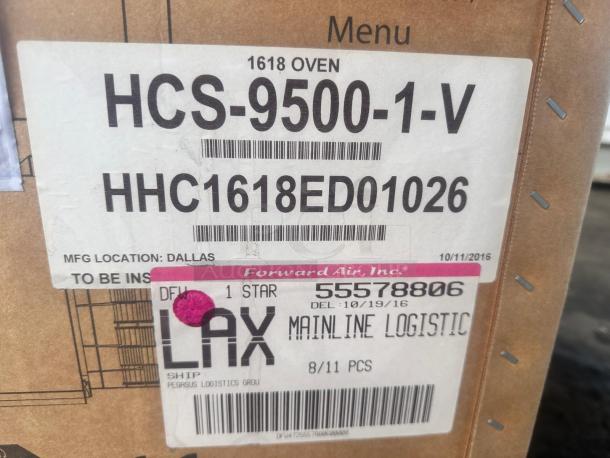 Menu
1618 OVEN
HCS-9500-1-V
HHC1618ED01026
MFG LOCATION: DALLAS 10/11/2016
TO BE INS
Forward Air, Inc.
DFW 1 STAR 55578806
DEL:10/19/16
LAX MAINLINE LOGISTIC
8/11 PCS
SHIP
PEGASUS LOGISTICS GROU